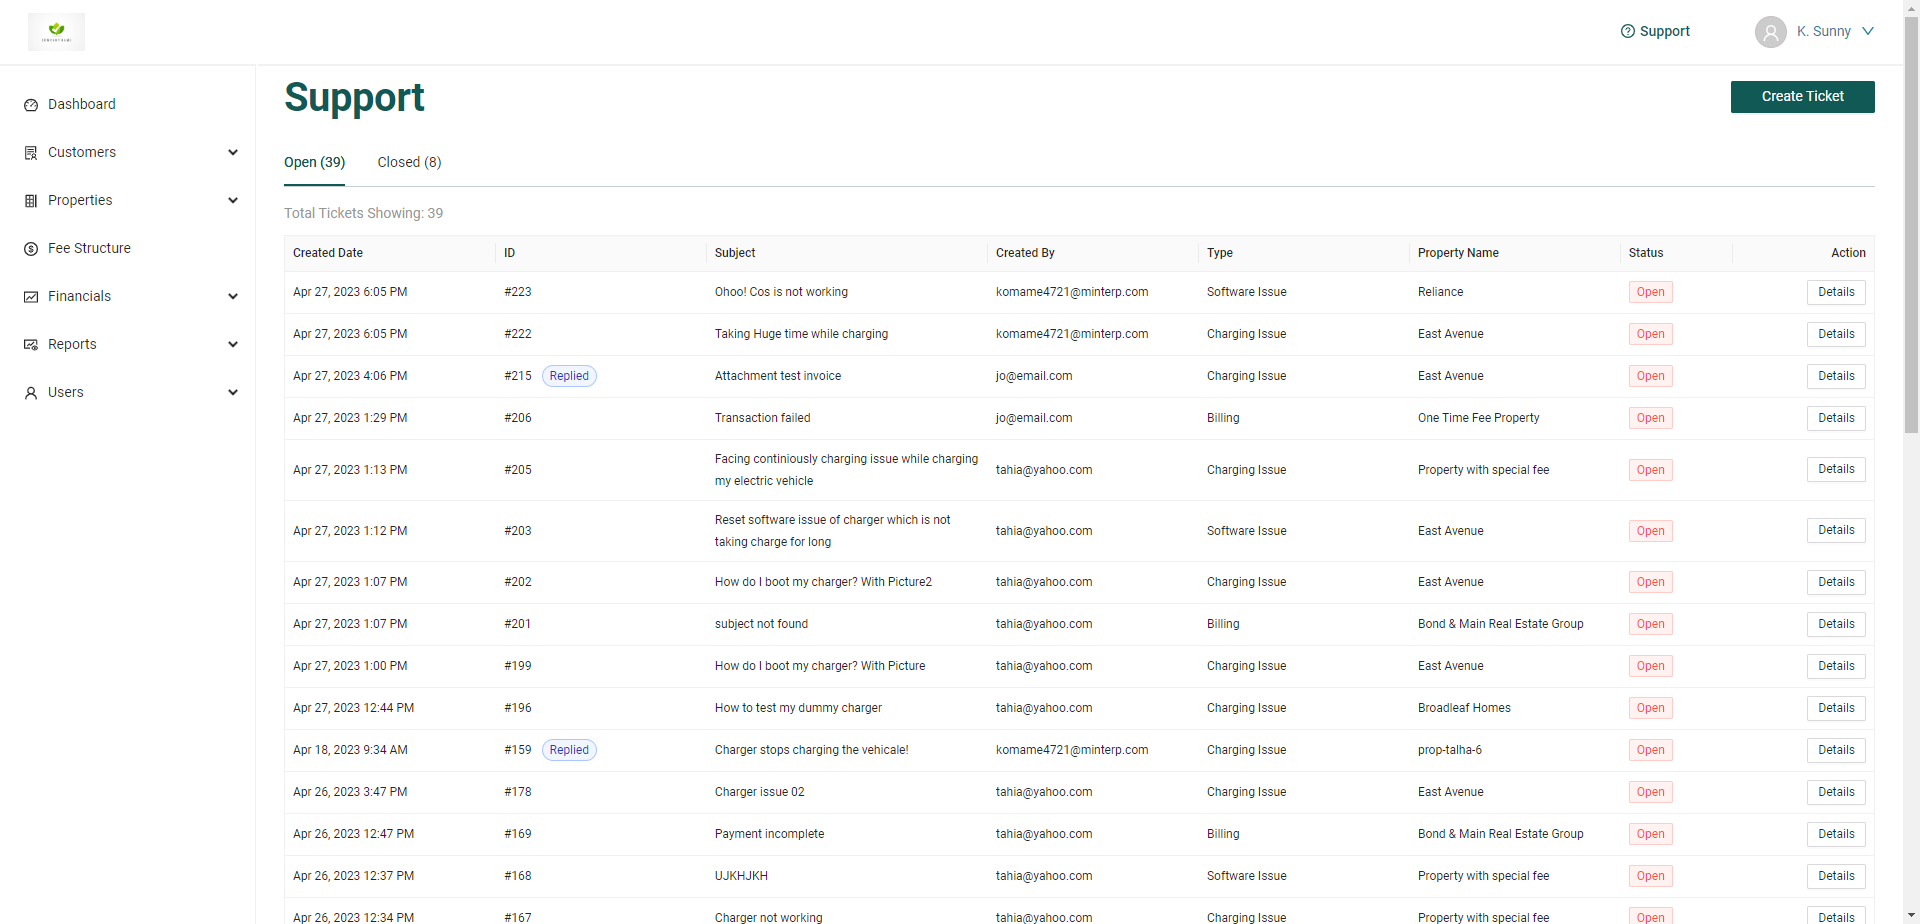 Support
K. Sunny
Dashboard
Customers
Properties
Fee Structure
Financials
Reports
Users
Support
Create Ticket
Open (39) Closed (8)
Total Tickets Showing: 39
Created Date ID Subject Created By Type Property Name Status Action
Apr 27, 2023 6:05 PM #223 Ohoo! Cos is not working komame4721@minterp.com Software Issue Reliance Open Details
Apr 27, 2023 6:05 PM #222 Taking Huge time while charging komame4721@minterp.com Charging Issue East Avenue Open Details
Apr 27, 2023 4:06 PM #215 Replied Attachment test invoice jo@email.com Charging Issue East Avenue Open Details
Apr 27, 2023 1:29 PM #206 Transaction failed jo@email.com Billing One Time Fee Property Open Details
Apr 27, 2023 1:13 PM #205 Facing continiously charging issue while charging
my electric vehicle tahia@yahoo.com Charging Issue Property with special fee Open Details
Apr 27, 2023 1:12 PM #203 Reset software issue of charger which is not
taking charge for long tahia@yahoo.com Software Issue East Avenue Open Details
Apr 27, 2023 1:07 PM #202 How do I boot my charger? With Picture2 tahia@yahoo.com Charging Issue East Avenue Open Details
Apr 27, 2023 1:07 PM #201 subject not found tahia@yahoo.com Billing Bond & Main Real Estate Group Open Details
Apr 27, 2023 1:00 PM #199 How do I boot my charger? With Picture tahia@yahoo.com Charging Issue East Avenue Open Details
Apr 27, 2023 12:44 PM #196 How to test my dummy charger tahia@yahoo.com Charging Issue Broadleaf Homes Open Details
Apr 18, 2023 9:34 AM #159 Replied Charger stops charging the vehicale! komame4721@minterp.com Charging Issue prop-talha-6 Open Details
Apr 26, 2023 3:47 PM #178 Charger issue 02 tahia@yahoo.com Charging Issue East Avenue Open Details
Apr 26, 2023 12:47 PM #169 Payment incomplete tahia@yahoo.com Billing Bond & Main Real Estate Group Open Details
Apr 26, 2023 12:37 PM #168 UJKHJKH tahia@yahoo.com Software Issue Property with special fee Open Details
Apr 26, 2023 12:34 PM #167 Charger not working tahia@yahoo.com Charging Issue Property with special fee Open Details